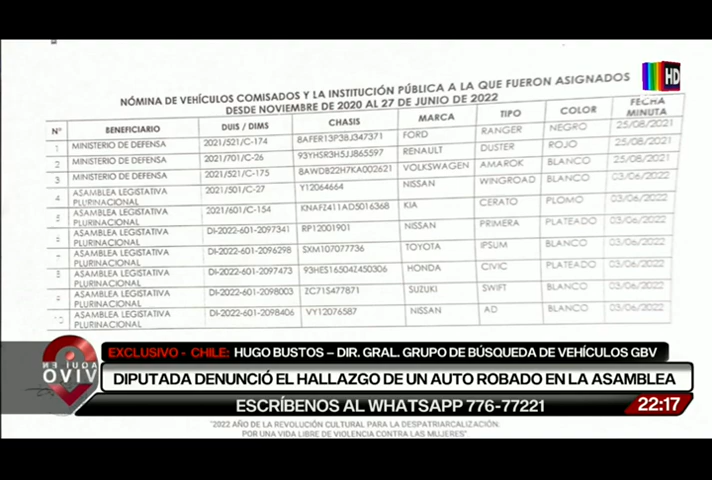 HD
NÓMINA DE VEHÍCULOS COMISADOS Y LA INSTITUCIÓN PÚBLICA A LA QUE FUERON ASIGNADOS
DESDE NOVIEMBRE DE 2020 AL 27 DE JUNIO DE 2022
N° BENEFICIARIO DUIS / DIMS CHASIS MARCA TIPO COLOR FECHA MINUTA
1 MINISTERIO DE DEFENSA 2021/521/C-174 8AFER13P38J347371 FORD RANGER NEGRO 25/08/2021
2 MINISTERIO DE DEFENSA 2021/701/C-26 93YHSR3H5JJ865597 RENAULT DUSTER ROJO 25/08/2021
3 MINISTERIO DE DEFENSA 2021/521/C-175 8AWDB22H7KA002621 VOLKSWAGEN AMAROK BLANCO 25/08/2021
4 ASAMBLEA LEGISLATIVA PLURINACIONAL 2021/501/C-27 Y12064664 NISSAN WINGROAD BLANCO 03/06/2022
5 ASAMBLEA LEGISLATIVA PLURINACIONAL 2021/601/C-154 KNAFZ411AD5016368 KIA CERATO PLOMO 03/06/2022
6 ASAMBLEA LEGISLATIVA PLURINACIONAL DI-2022-601-2097341 RP12001901 NISSAN PRIMERA PLATEADO 03/06/2022
7 ASAMBLEA LEGISLATIVA PLURINACIONAL DI-2022-601-2096298 SXM107077736 TOYOTA IPSUM BLANCO 03/06/2022
8 ASAMBLEA LEGISLATIVA PLURINACIONAL DI-2022-601-2097473 93HES16504Z450306 HONDA CIVIC PLATEADO 03/06/2022
9 ASAMBLEA LEGISLATIVA PLURINACIONAL DI-2022-601-2098003 ZC71S477871 SUZUKI SWIFT BLANCO 03/06/2022
10 ASAMBLEA LEGISLATIVA PLURINACIONAL DI-2022-601-2098406 VY12076587 NISSAN AD BLANCO 03/06/2022
EXCLUSIVO - CHILE: HUGO BUSTOS – DIR. GRAL. GRUPO DE BÚSQUEDA DE VEHÍCULOS GBV
DIPUTADA DENUNCIÓ EL HALLAZGO DE UN AUTO ROBADO EN LA ASAMBLEA
ESCRÍBENOS AL WHATSAPP 776-77221
22:17
"2022 AÑO DE LA REVOLUCIÓN CULTURAL PARA LA DESPATRIARCALIZACIÓN:
POR UNA VIDA LIBRE DE VIOLENCIA CONTRA LAS MUJERES"